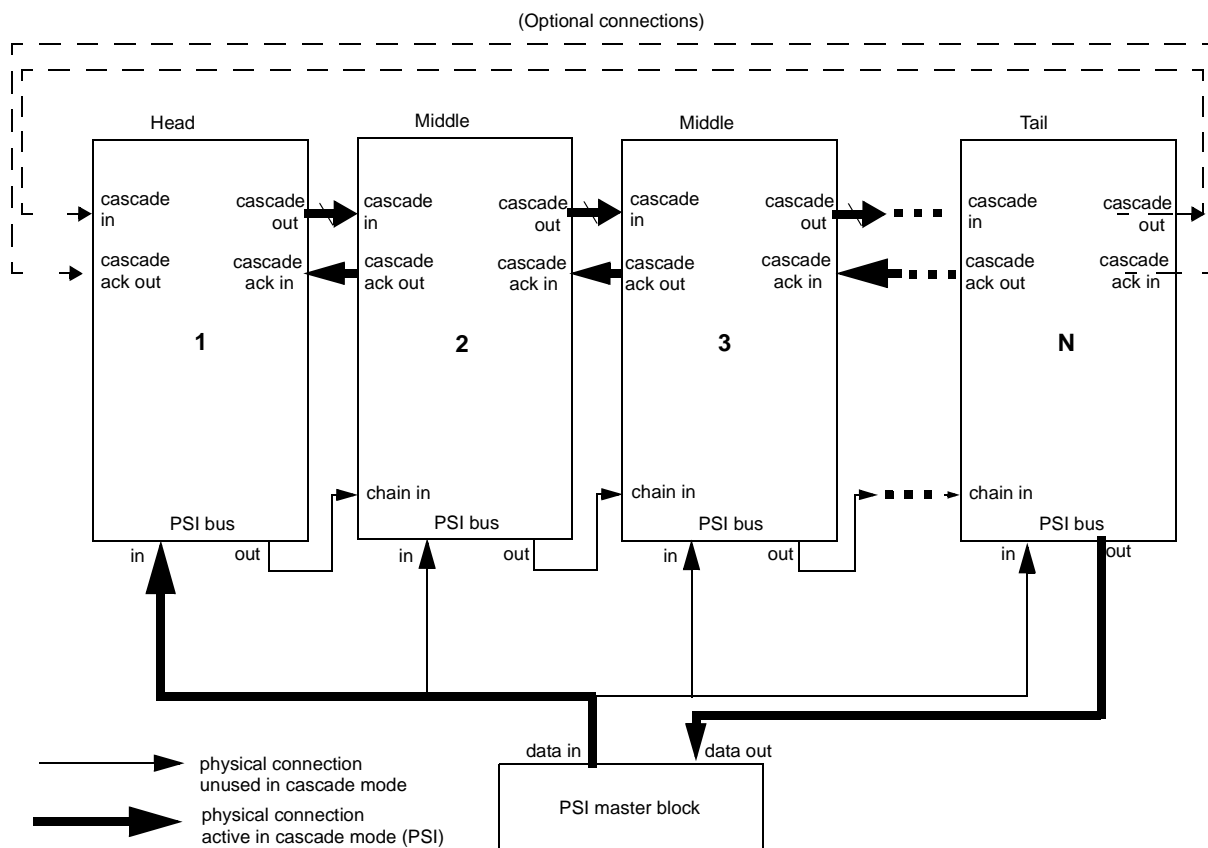 (Optional connections)
Head
Middle
Middle
Tail
cascade
in
cascade
out
cascade
in
cascade
out
cascade
in
cascade
out
cascade
in
cascade
out
cascade
ack out
cascade
ack in
cascade
ack out
cascade
ack in
cascade
ack out
cascade
ack in
cascade
ack out
cascade
ack in
1
2
3
N
chain in
chain in
chain in
PSI bus
PSI bus
PSI bus
PSI bus
in
out
in
out
in
out
in
out
data in
data out
PSI master block
physical connection
unused in cascade mode
physical connection
active in cascade mode (PSI)